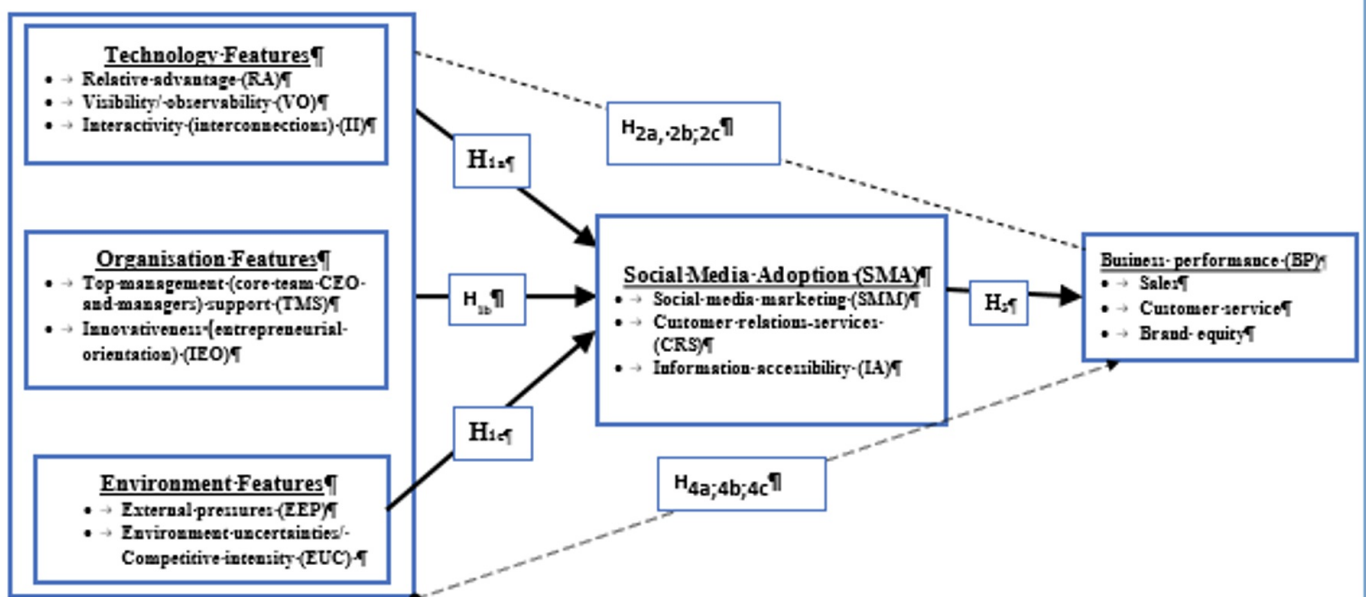 Technology·Features¶
• → Relative·advantage·(RA)¶
• → Visibility/·observability·(VO)¶
• → Interactivity·(interconnections)·(II)¶
H2a,·2b;2c¶
H1a¶
Organisation·Features¶
• → Top·management·(core·team·CEO·
and·managers)·support·(TMS)¶
• → Innovativeness·(entrepreneurial·
orientation)·(IEO)¶
H1b¶
Social·Media·Adoption·(SMA)¶
• → Social·media·marketing·(SMM)¶
• → Customer·relations·services·
(CRS)¶
• → Information·accessibility·(IA)¶
Business·performance·(BP)¶
• → Sales¶
• → Customer·service¶
• → Brand·equity¶
H1c¶
Environment·Features¶
• → External·pressures·(EEP)¶
• → Environment·uncertainties/·
Competitive·intensity·(EUC)·¶
H4a;4b;4c¶